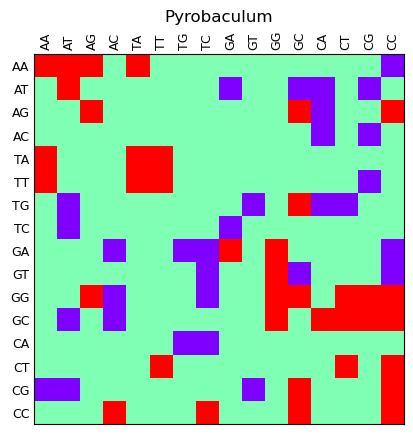 Pyrobaculum
AA AT AG AC TA TT TG TC GA GT GG GC CA CT CG CC
AA
AT
AG
AC
TA
TT
TG
TC
GA
GT
GG
GC
CA
CT
CG
CC